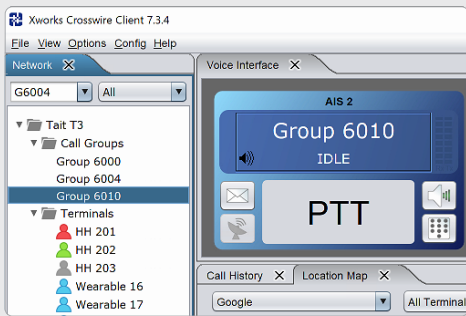 Xworks Crosswire Client 7.3.4
File View Options Config Help
Network
G6004
All
Tait T3
Call Groups
Group 6000
Group 6004
Group 6010
Terminals
HH 201
HH 202
HH 203
Wearable 16
Wearable 17
Voice Interface
AIS 2
Group 6010
IDLE
PTT
Call History
Location Map
Google
All Terminal